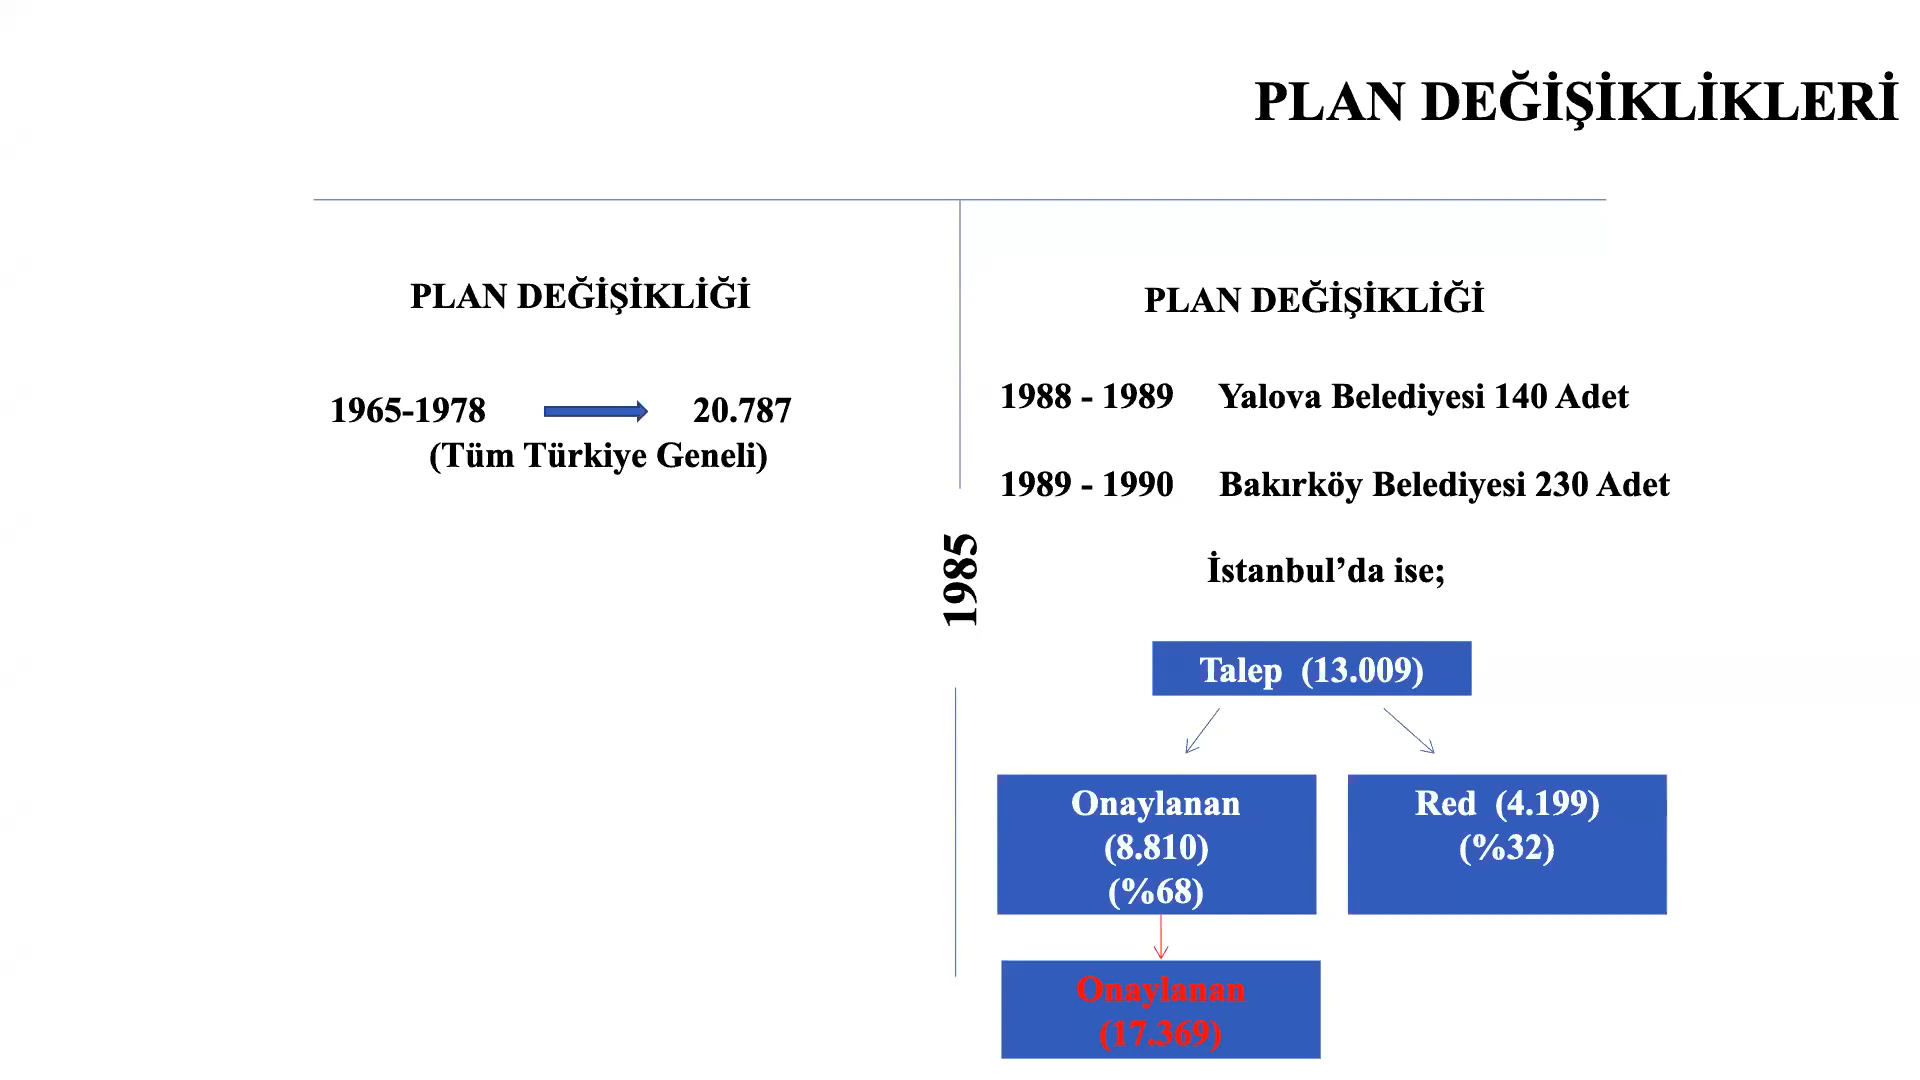 PLAN DEĞİŞİKLİKLERİ
PLAN DEĞİŞİKLİĞİ
1965-1978 20.787
(Tüm Türkiye Geneli)
1985
PLAN DEĞİŞİKLİĞİ
1988 - 1989 Yalova Belediyesi 140 Adet
1989 - 1990 Bakırköy Belediyesi 230 Adet
İstanbul’da ise;
Talep (13.009)
Onaylanan
(8.810)
(%68)
Red (4.199)
(%32)
Onaylanan
(17.369)